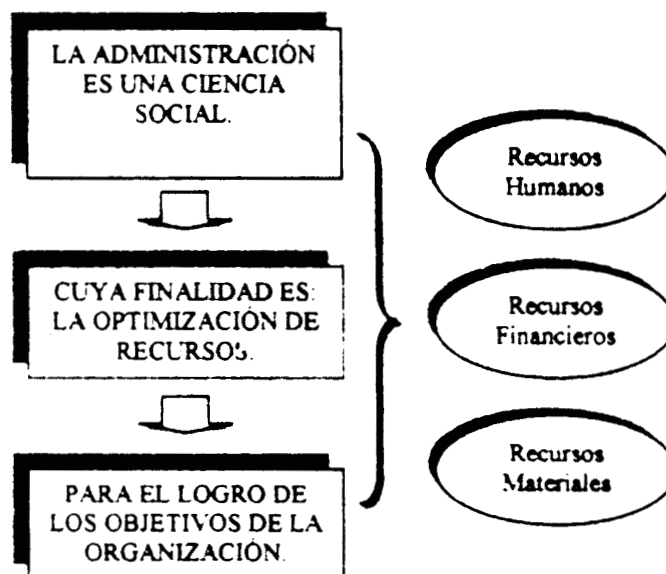 LA ADMINISTRACIÓN
ES UNA CIENCIA
SOCIAL.
CUYA FINALIDAD ES:
LA OPTIMIZACIÓN DE
RECURSOS.
PARA EL LOGRO DE
LOS OBJETIVOS DE LA
ORGANIZACIÓN.
Recursos
Humanos
Recursos
Financieros
Recursos
Materiales